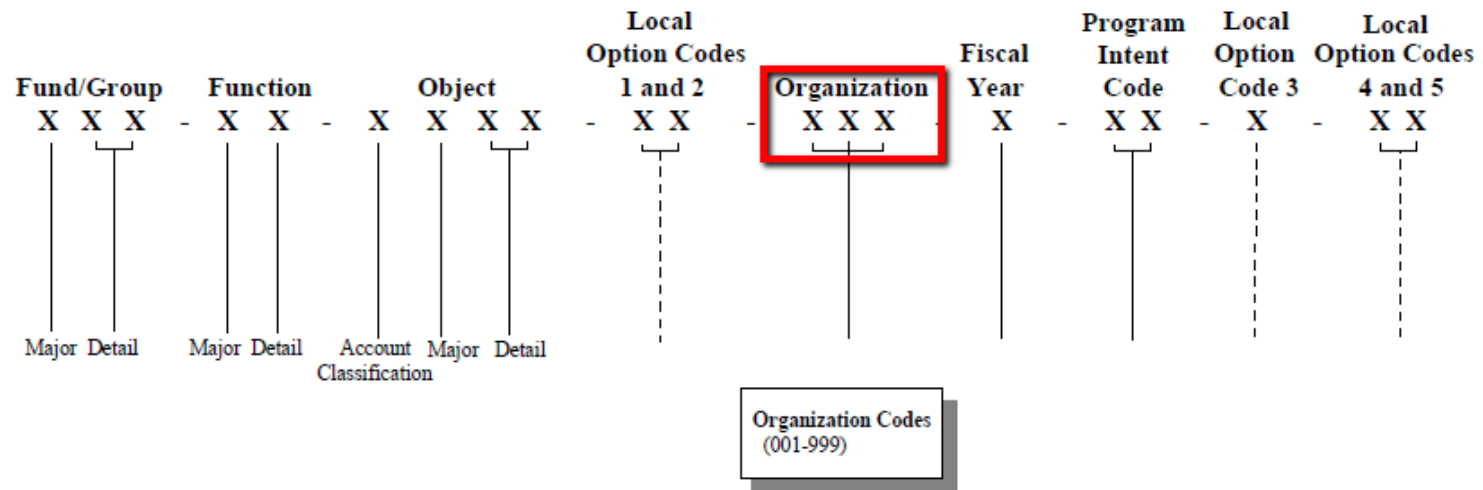 Local Option Codes 1 and 2
Program Intent Code
Local Option Code 3
Local Option Codes 4 and 5
Fiscal Year
Fund/Group Function Object Organization
X X X - X X - X X X X - X X - X X X - X - X X - X - X X
Major Detail Major Detail Account Classification Major Detail
Organization Codes
(001-999)